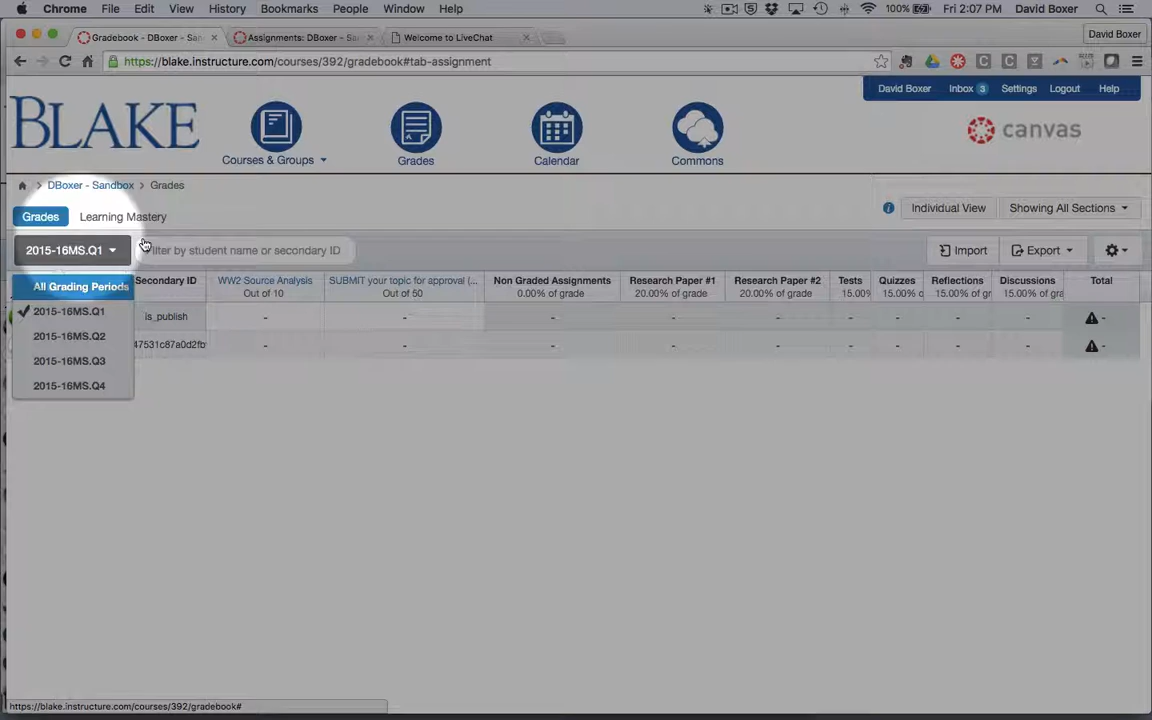 Chrome File Edit View History Bookmarks People Window Help 100% Fri 2:07 PM David Boxer
Gradebook - DBoxer - San Assignments: DBoxer - Sa Welcome to LiveChat David Boxer
https://blake.instructure.com/courses/392/gradebook#tab-assignment
David Boxer Inbox 3 Settings Logout Help
BLAKE
canvas
Courses & Groups Grades Calendar Commons
DBoxer - Sandbox > Grades
Grades Learning Mastery Individual View Showing All Sections
2015-16MS.Q1 Filter by student name or secondary ID Import Export
Secondary ID WW2 Source Analysis SUBMIT your topic for approval (... Non Graded Assignments Research Paper #1 Research Paper #2 Tests Quizzes Reflections Discussions Total
Out of 10 Out of 50 0.00% of grade 20.00% of grade 20.00% of grade 15.00% 15.00% o 15.00% of gr 15.00% of gra
All Grading Periods
2015-16MS.Q1 is_publish - - - - - - - - - -
2015-16MS.Q2 47531c87a0d2fb - - - - - - - - - -
2015-16MS.Q3
2015-16MS.Q4
https://blake.instructure.com/courses/392/gradebook#